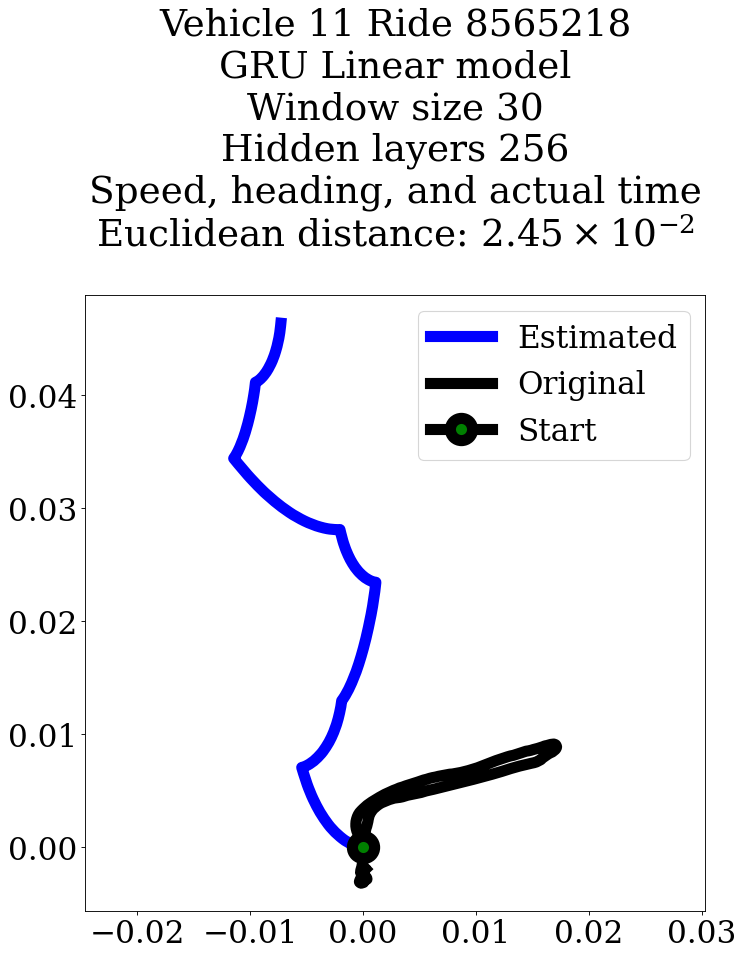 Vehicle 11 Ride 8565218
GRU Linear model
Window size 30
Hidden layers 256
Speed, heading, and actual time
Euclidean distance: 2.45 × 10⁻²
Estimated
Original
Start
0.04
0.03
0.02
0.01
0.00
−0.02 −0.01 0.00 0.01 0.02 0.03